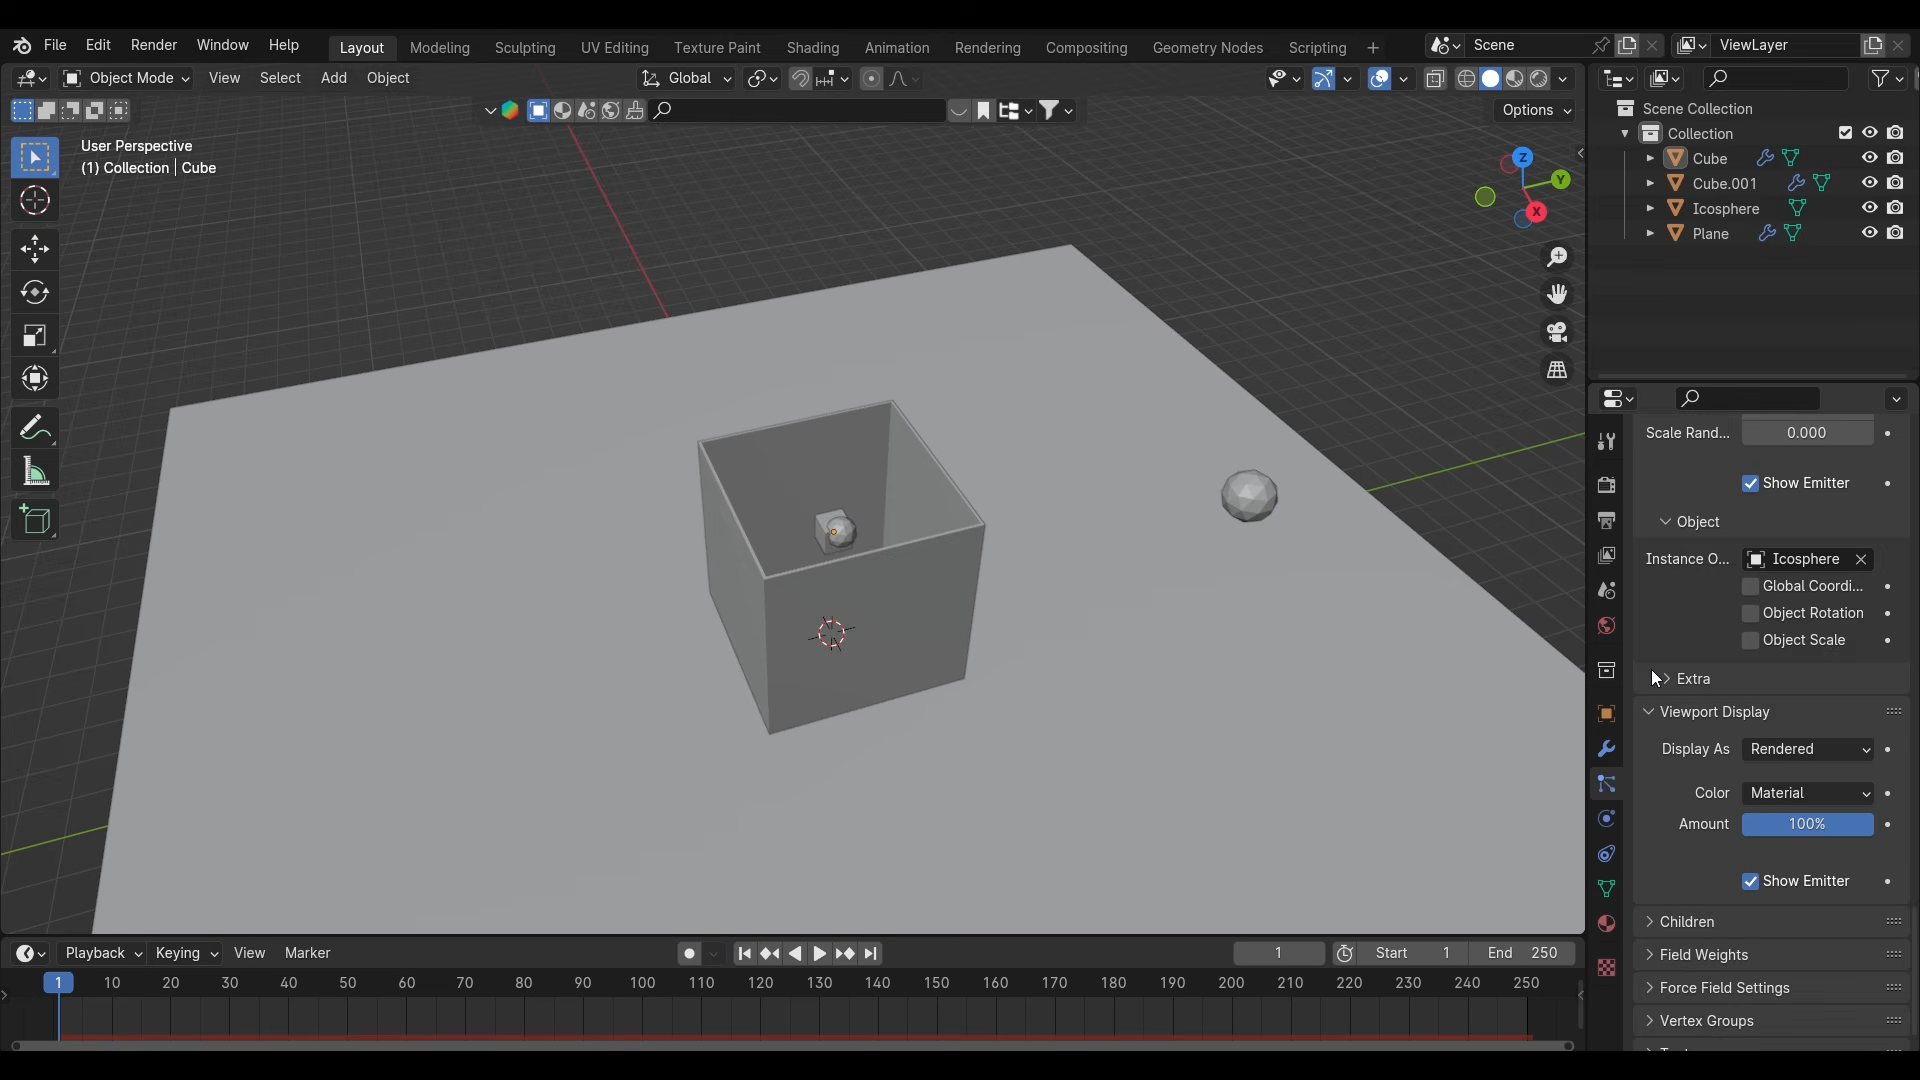 File Edit Render Window Help Layout Modeling Sculpting UV Editing Texture Paint Shading Animation Rendering Compositing Geometry Nodes Scripting + Scene ViewLayer
Object Mode View Select Add Object Global
Options
User Perspective
(1) Collection | Cube
Z
Y
X
Scene Collection
Collection
Cube
Cube.001
Icosphere
Plane
Scale Rand... 0.000
Show Emitter
Object
Instance O... Icosphere
Global Coordi...
Object Rotation
Object Scale
Extra
Viewport Display
Display As Rendered
Color Material
Amount 100%
Show Emitter
Children
Field Weights
Force Field Settings
Vertex Groups
Playback Keying View Marker 1 Start 1 End 250
1 10 20 30 40 50 60 70 80 90 100 110 120 130 140 150 160 170 180 190 200 210 220 230 240 250